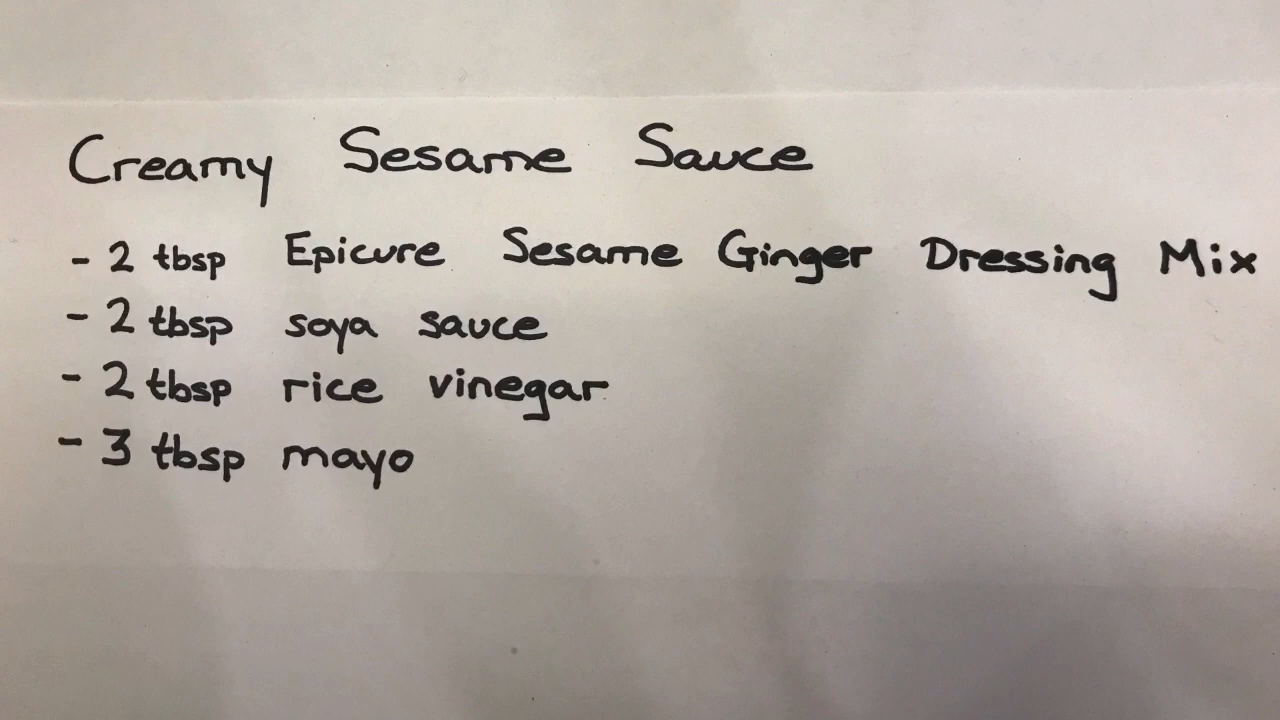 Creamy Sesame Sauce
- 2 tbsp Epicure Sesame Ginger Dressing Mix
- 2 tbsp soya sauce
- 2 tbsp rice vinegar
- 3 tbsp mayo